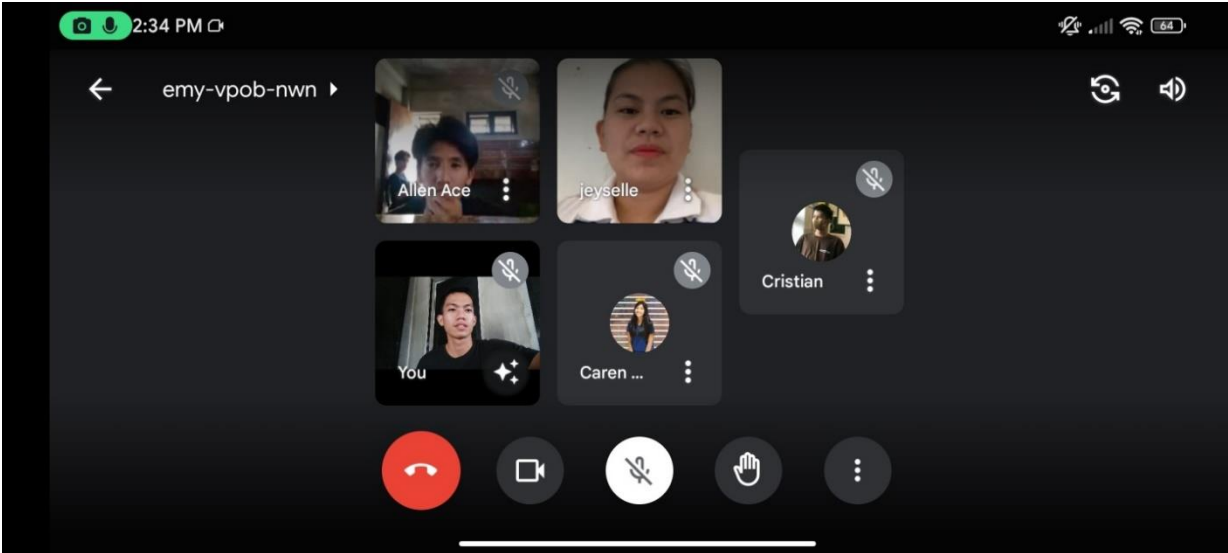 2:34 PM
64
emy-vpob-nwn
Allen Ace
jeyselle
Cristian
You
Caren ...